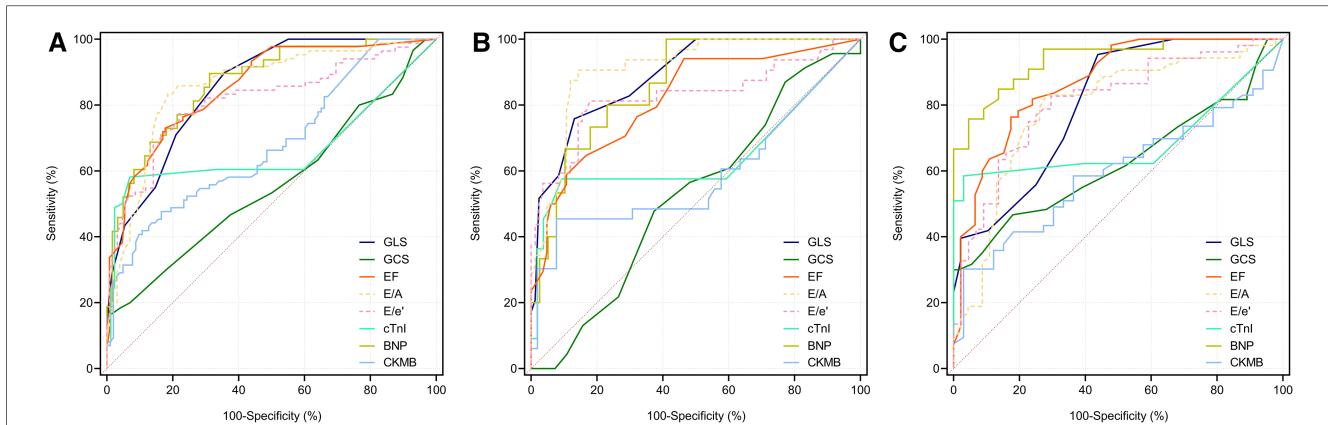 A
100
80
60
40
20
0
Sensitivity (%)
GLS
GCS
EF
E/A
E/e'
cTnI
BNP
CKMB
0 20 40 60 80 100
100-Specificity (%)
B
100
80
60
40
20
0
Sensitivity (%)
GLS
GCS
EF
E/A
E/e'
cTnI
BNP
CKMB
0 20 40 60 80 100
100-Specificity (%)
C
100
80
60
40
20
0
Sensitivity (%)
GLS
GCS
EF
E/A
E/e'
cTnI
BNP
CKMB
0 20 40 60 80 100
100-Specificity (%)